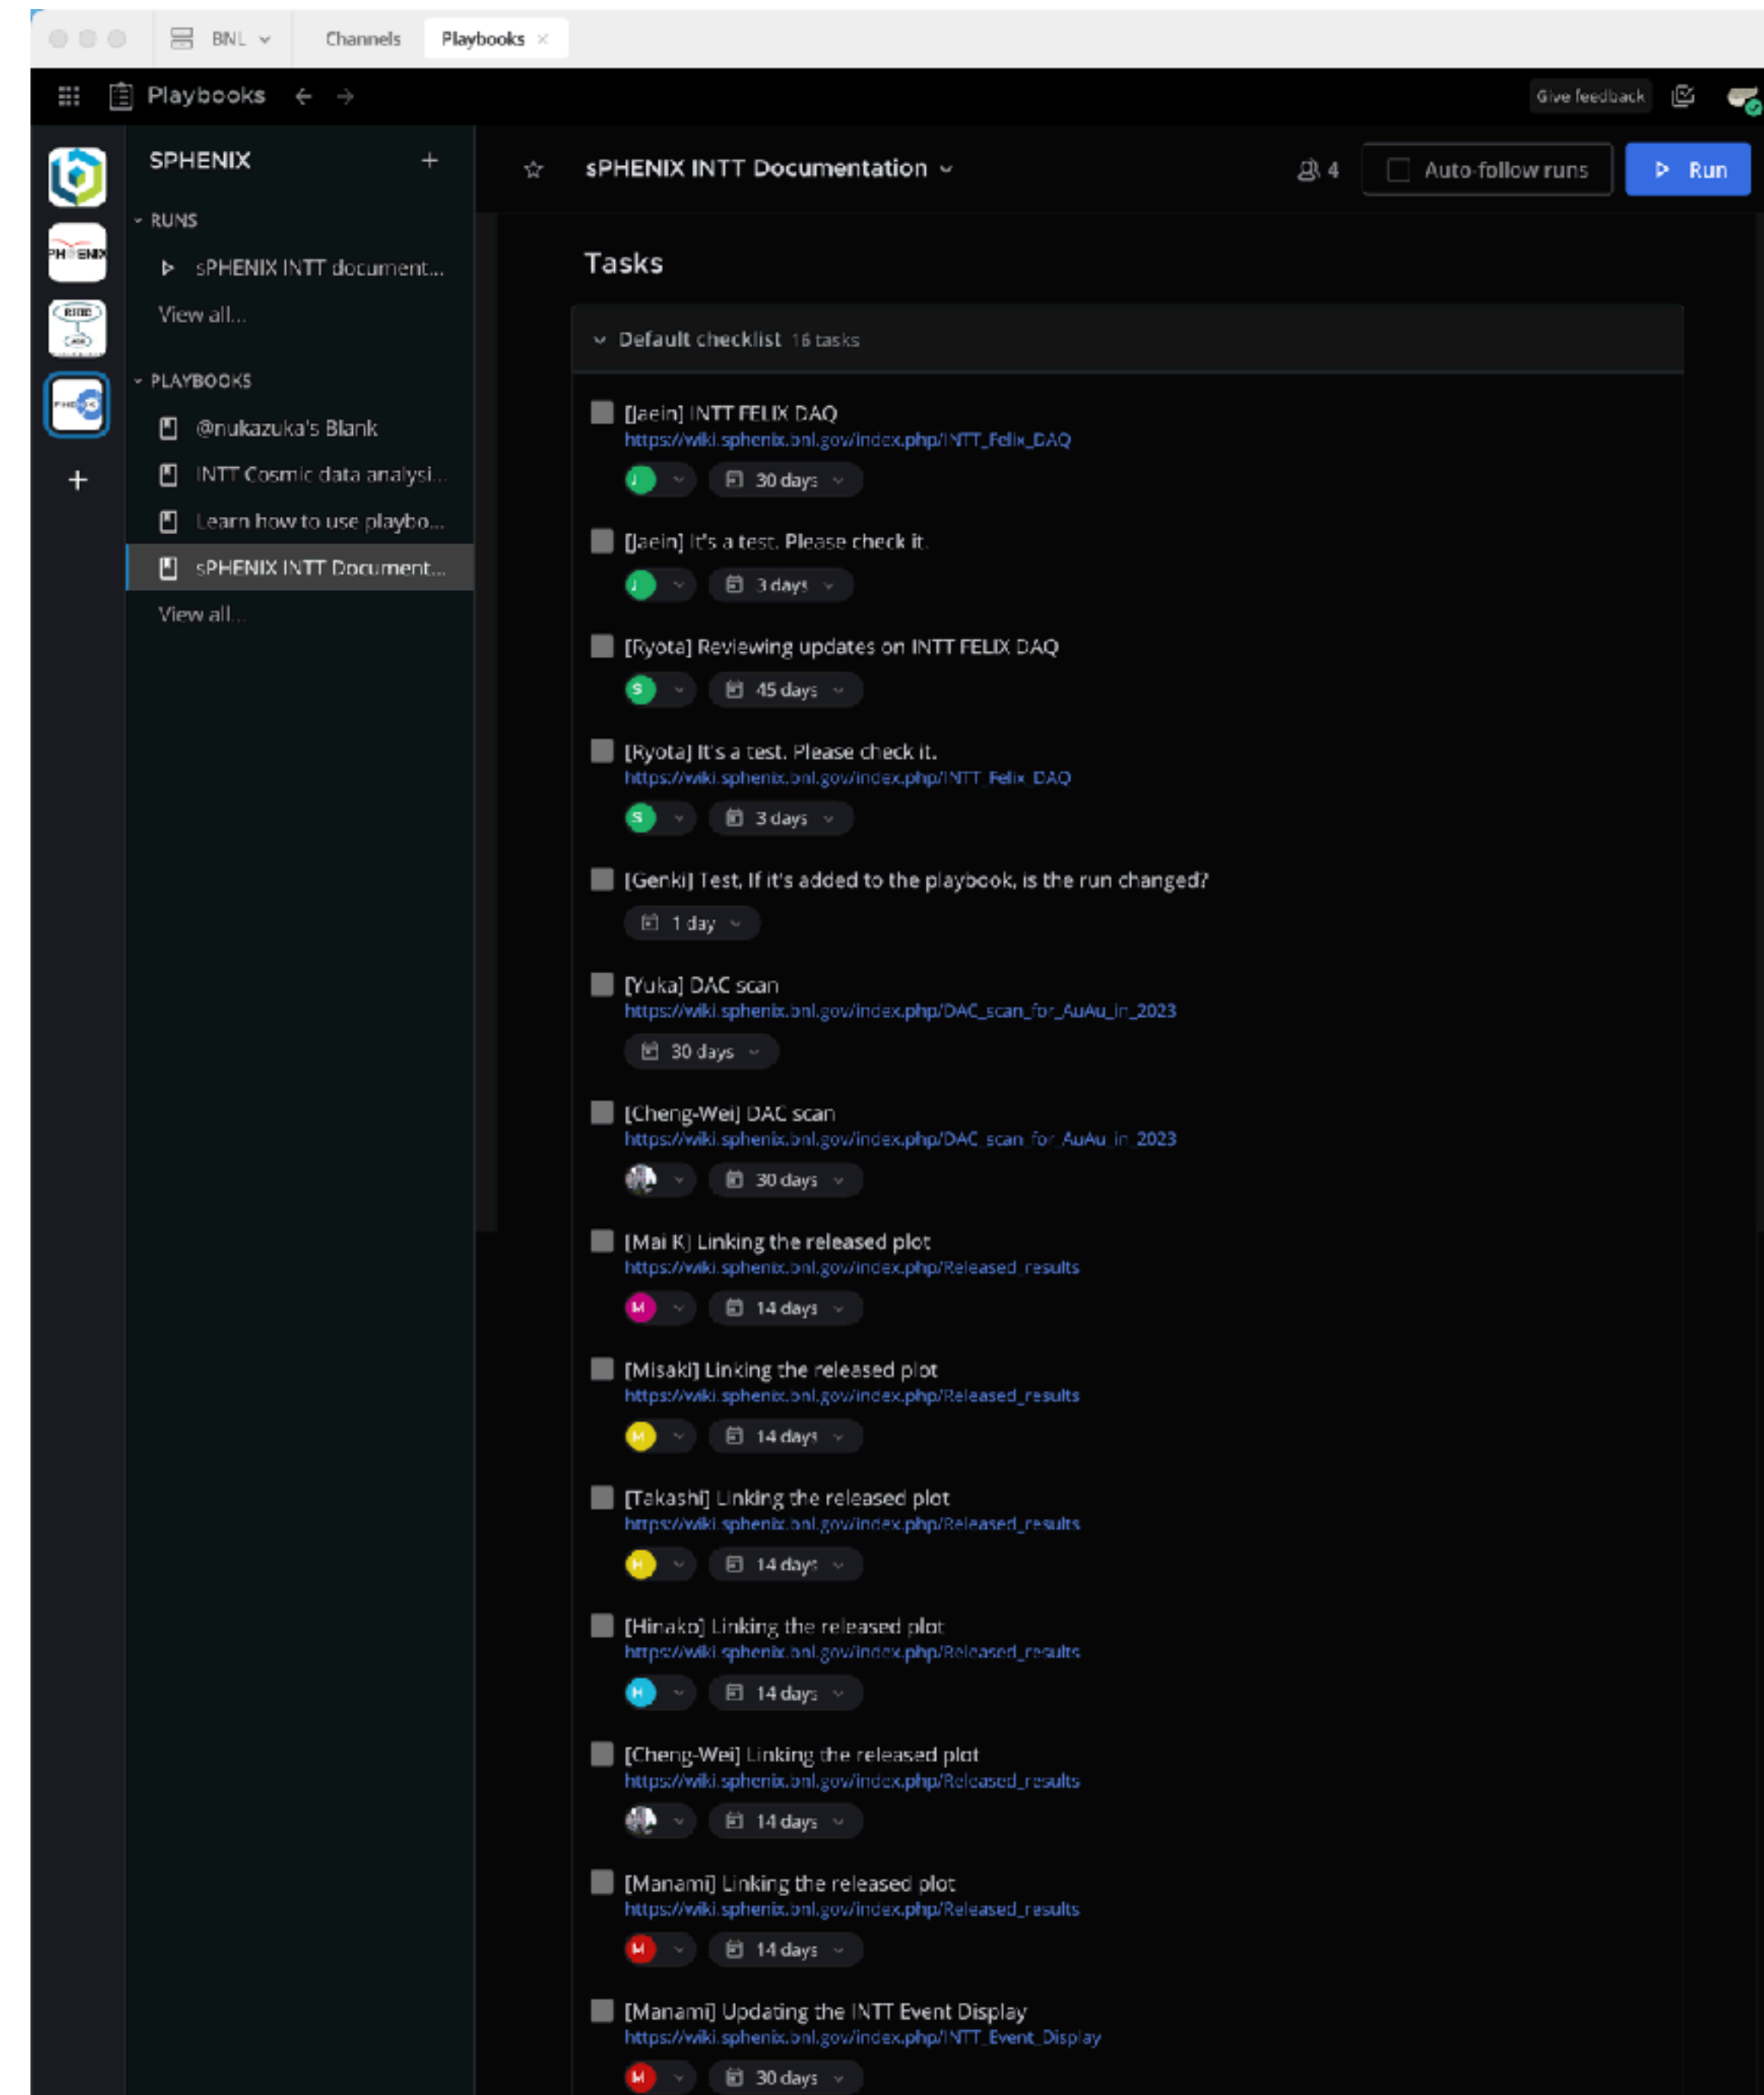 BNL
Channels
Playbooks
Playbooks
Give feedback
SPHENIX
RUNS
sPHENIX INTT document...
View all...
PLAYBOOKS
@nukazuka's Blank
INTT Cosmic data analysi...
Learn how to use playbo...
sPHENIX INTT Document...
View all...
sPHENIX INTT Documentation
4
Auto-follow runs
Run
Tasks
Default checklist 16 tasks
[Jaein] INTT FELIX DAQ
https://wiki.sphenix.bnl.gov/index.php/INTT_Felix_DAQ
J
30 days
[Jaein] It's a test. Please check it.
J
3 days
[Ryota] Reviewing updates on INTT FELIX DAQ
S
45 days
[Ryota] It's a test. Please check it.
https://wiki.sphenix.bnl.gov/index.php/INTT_Felix_DAQ
S
3 days
[Genki] Test, If it's added to the playbook, is the run changed?
1 day
[Yuka] DAC scan
https://wiki.sphenix.bnl.gov/index.php/DAC_scan_for_AuAu_in_2023
30 days
[Cheng-Wei] DAC scan
https://wiki.sphenix.bnl.gov/index.php/DAC_scan_for_AuAu_in_2023
30 days
[Mai K] Linking the released plot
https://wiki.sphenix.bnl.gov/index.php/Released_results
M
14 days
[Misaki] Linking the released plot
https://wiki.sphenix.bnl.gov/index.php/Released_results
M
14 days
[Takashi] Linking the released plot
https://wiki.sphenix.bnl.gov/index.php/Released_results
H
14 days
[Hinako] Linking the released plot
https://wiki.sphenix.bnl.gov/index.php/Released_results
H
14 days
[Cheng-Wei] Linking the released plot
https://wiki.sphenix.bnl.gov/index.php/Released_results
14 days
[Manami] Linking the released plot
https://wiki.sphenix.bnl.gov/index.php/Released_results
M
14 days
[Manami] Updating the INTT Event Display
https://wiki.sphenix.bnl.gov/index.php/INTT_Event_Display
M
30 days